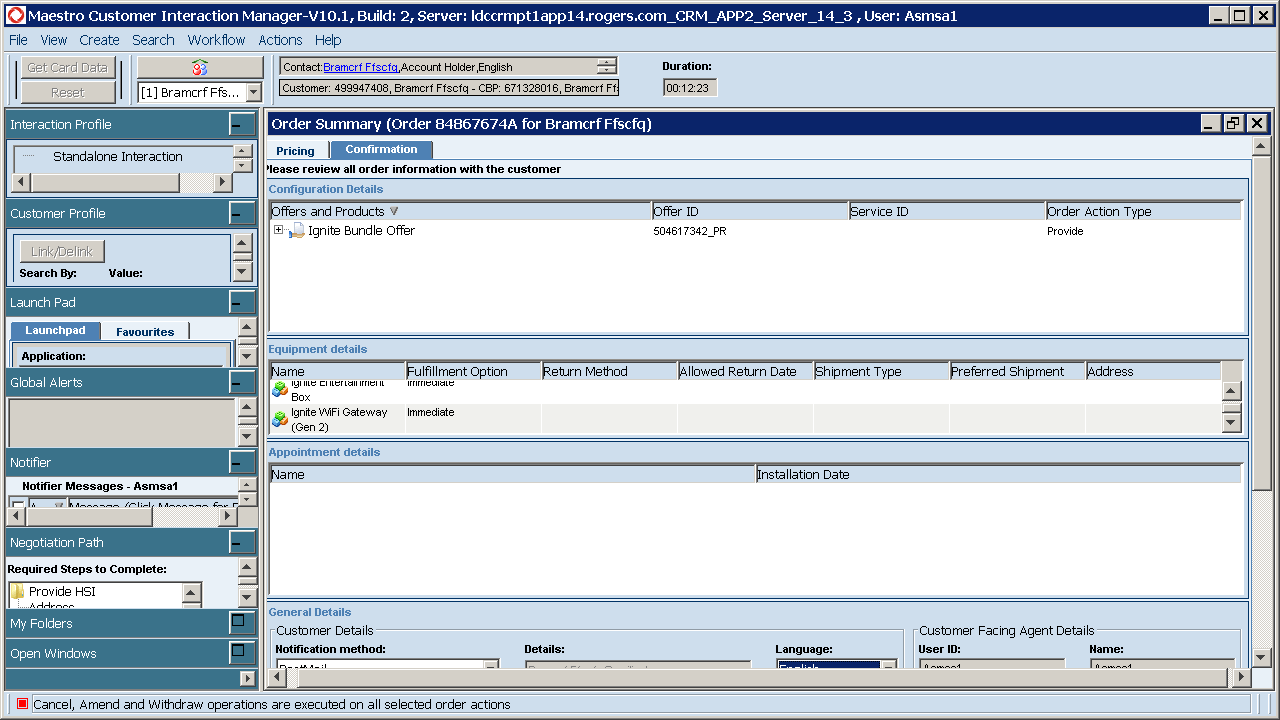 Maestro Customer Interaction Manager-V10.1, Build: 2, Server: ldccrmpt1app14.rogers.com_CRM_APP2_Server_14_3 , User: Asmsa1
File View Create Search Workflow Actions Help
Get Card Data
Reset
[1] Bramcrf Ffs...
Contact:Bramcrf Ffscfq,Account Holder,English
Customer: 499947408, Bramcrf Ffscfq - CBP: 671328016, Bramcrf Ff
Duration:
00:12:23
Interaction Profile
Standalone Interaction
Customer Profile
Link/Delink
Search By: Value:
Launch Pad
Launchpad Favourites
Application:
Global Alerts
Notifier
Notifier Messages - Asmsa1
Message (Click Message for
Negotiation Path
Required Steps to Complete:
Provide HSI
Address
My Folders
Open Windows
Order Summary (Order 84867674A for Bramcrf Ffscfq)
Pricing Confirmation
Please review all order information with the customer
Configuration Details
Offers and Products Offer ID Service ID Order Action Type
Ignite Bundle Offer 504617342_PR Provide
Equipment details
Name Fulfillment Option Return Method Allowed Return Date Shipment Type Preferred Shipment Address
Ignite Entertainment Immediate
Box
Ignite WiFi Gateway Immediate
(Gen 2)
Appointment details
Name Installation Date
General Details
Customer Details Customer Facing Agent Details
Notification method: Details: Language: User ID: Name:
English Asmsa1 Asmsa1
Cancel, Amend and Withdraw operations are executed on all selected order actions